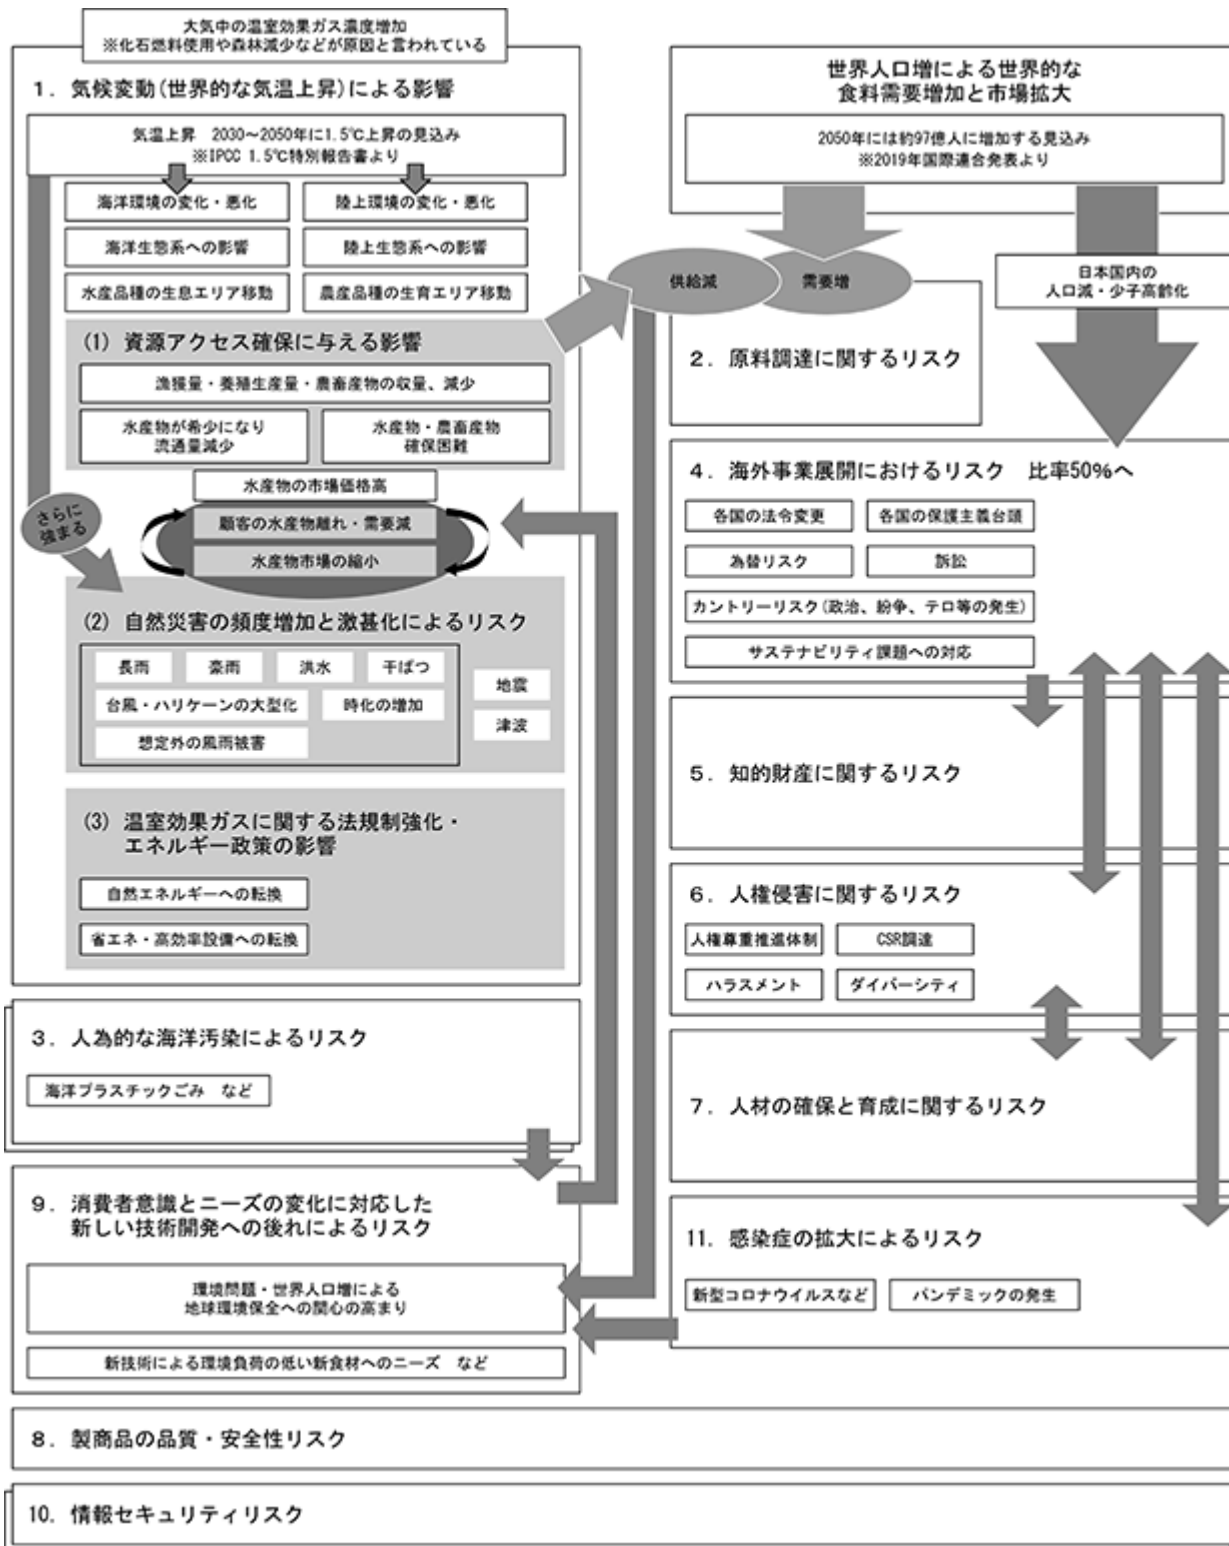 大気中の温室効果ガス濃度増加
※化石燃料使用や森林減少などが原因と言われている
1. 気候変動(世界的な気温上昇)による影響
気温上昇 2030～2050年に1.5℃上昇の見込み
※IPCC 1.5℃特別報告書より
海洋環境の変化・悪化
陸上環境の変化・悪化
海洋生態系への影響
陸上生態系への影響
水産品種の生息エリア移動
農産品種の生育エリア移動
(1) 資源アクセス確保に与える影響
漁獲量・養殖生産量・農畜産物の収量、減少
水産物が希少になり
流通量減少
水産物・農畜産物
確保困難
水産物の市場価格高
顧客の水産物離れ・需要減
水産物市場の縮小
さらに
強まる
(2) 自然災害の頻度増加と激甚化によるリスク
長雨
豪雨
洪水
干ばつ
台風・ハリケーンの大型化
時化の増加
想定外の風雨被害
地震
津波
(3) 温室効果ガスに関する法規制強化・
エネルギー政策の影響
自然エネルギーへの転換
省エネ・高効率設備への転換
3. 人為的な海洋汚染によるリスク
海洋プラスチックごみ など
9. 消費者意識とニーズの変化に対応した
新しい技術開発への後れによるリスク
環境問題・世界人口増による
地球環境保全への関心の高まり
新技術による環境負荷の低い新食材へのニーズ など
世界人口増による世界的な
食料需要増加と市場拡大
2050年には約97億人に増加する見込み
※2019年国際連合発表より
供給減
需要増
日本国内の
人口減・少子高齢化
2. 原料調達に関するリスク
4. 海外事業展開におけるリスク 比率50%へ
各国の法令変更
各国の保護主義台頭
為替リスク
訴訟
カントリーリスク(政治、紛争、テロ等の発生)
サステナビリティ課題への対応
5. 知的財産に関するリスク
6. 人権侵害に関するリスク
人権尊重推進体制
CSR調達
ハラスメント
ダイバーシティ
7. 人材の確保と育成に関するリスク
11. 感染症の拡大によるリスク
新型コロナウイルスなど
パンデミックの発生
8. 製商品の品質・安全性リスク
10. 情報セキュリティリスク